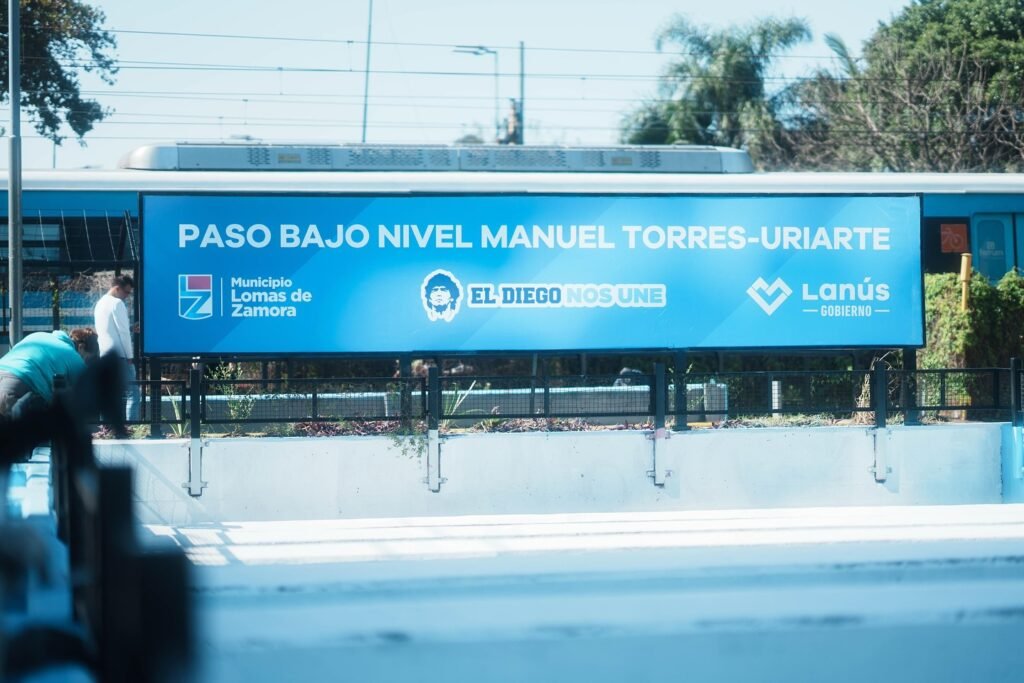 PASO BAJO NIVEL MANUEL TORRES-URIARTE
Municipio
Lomas de
Zamora
EL DIEGO NOS UNE
Lanús
GOBIERNO